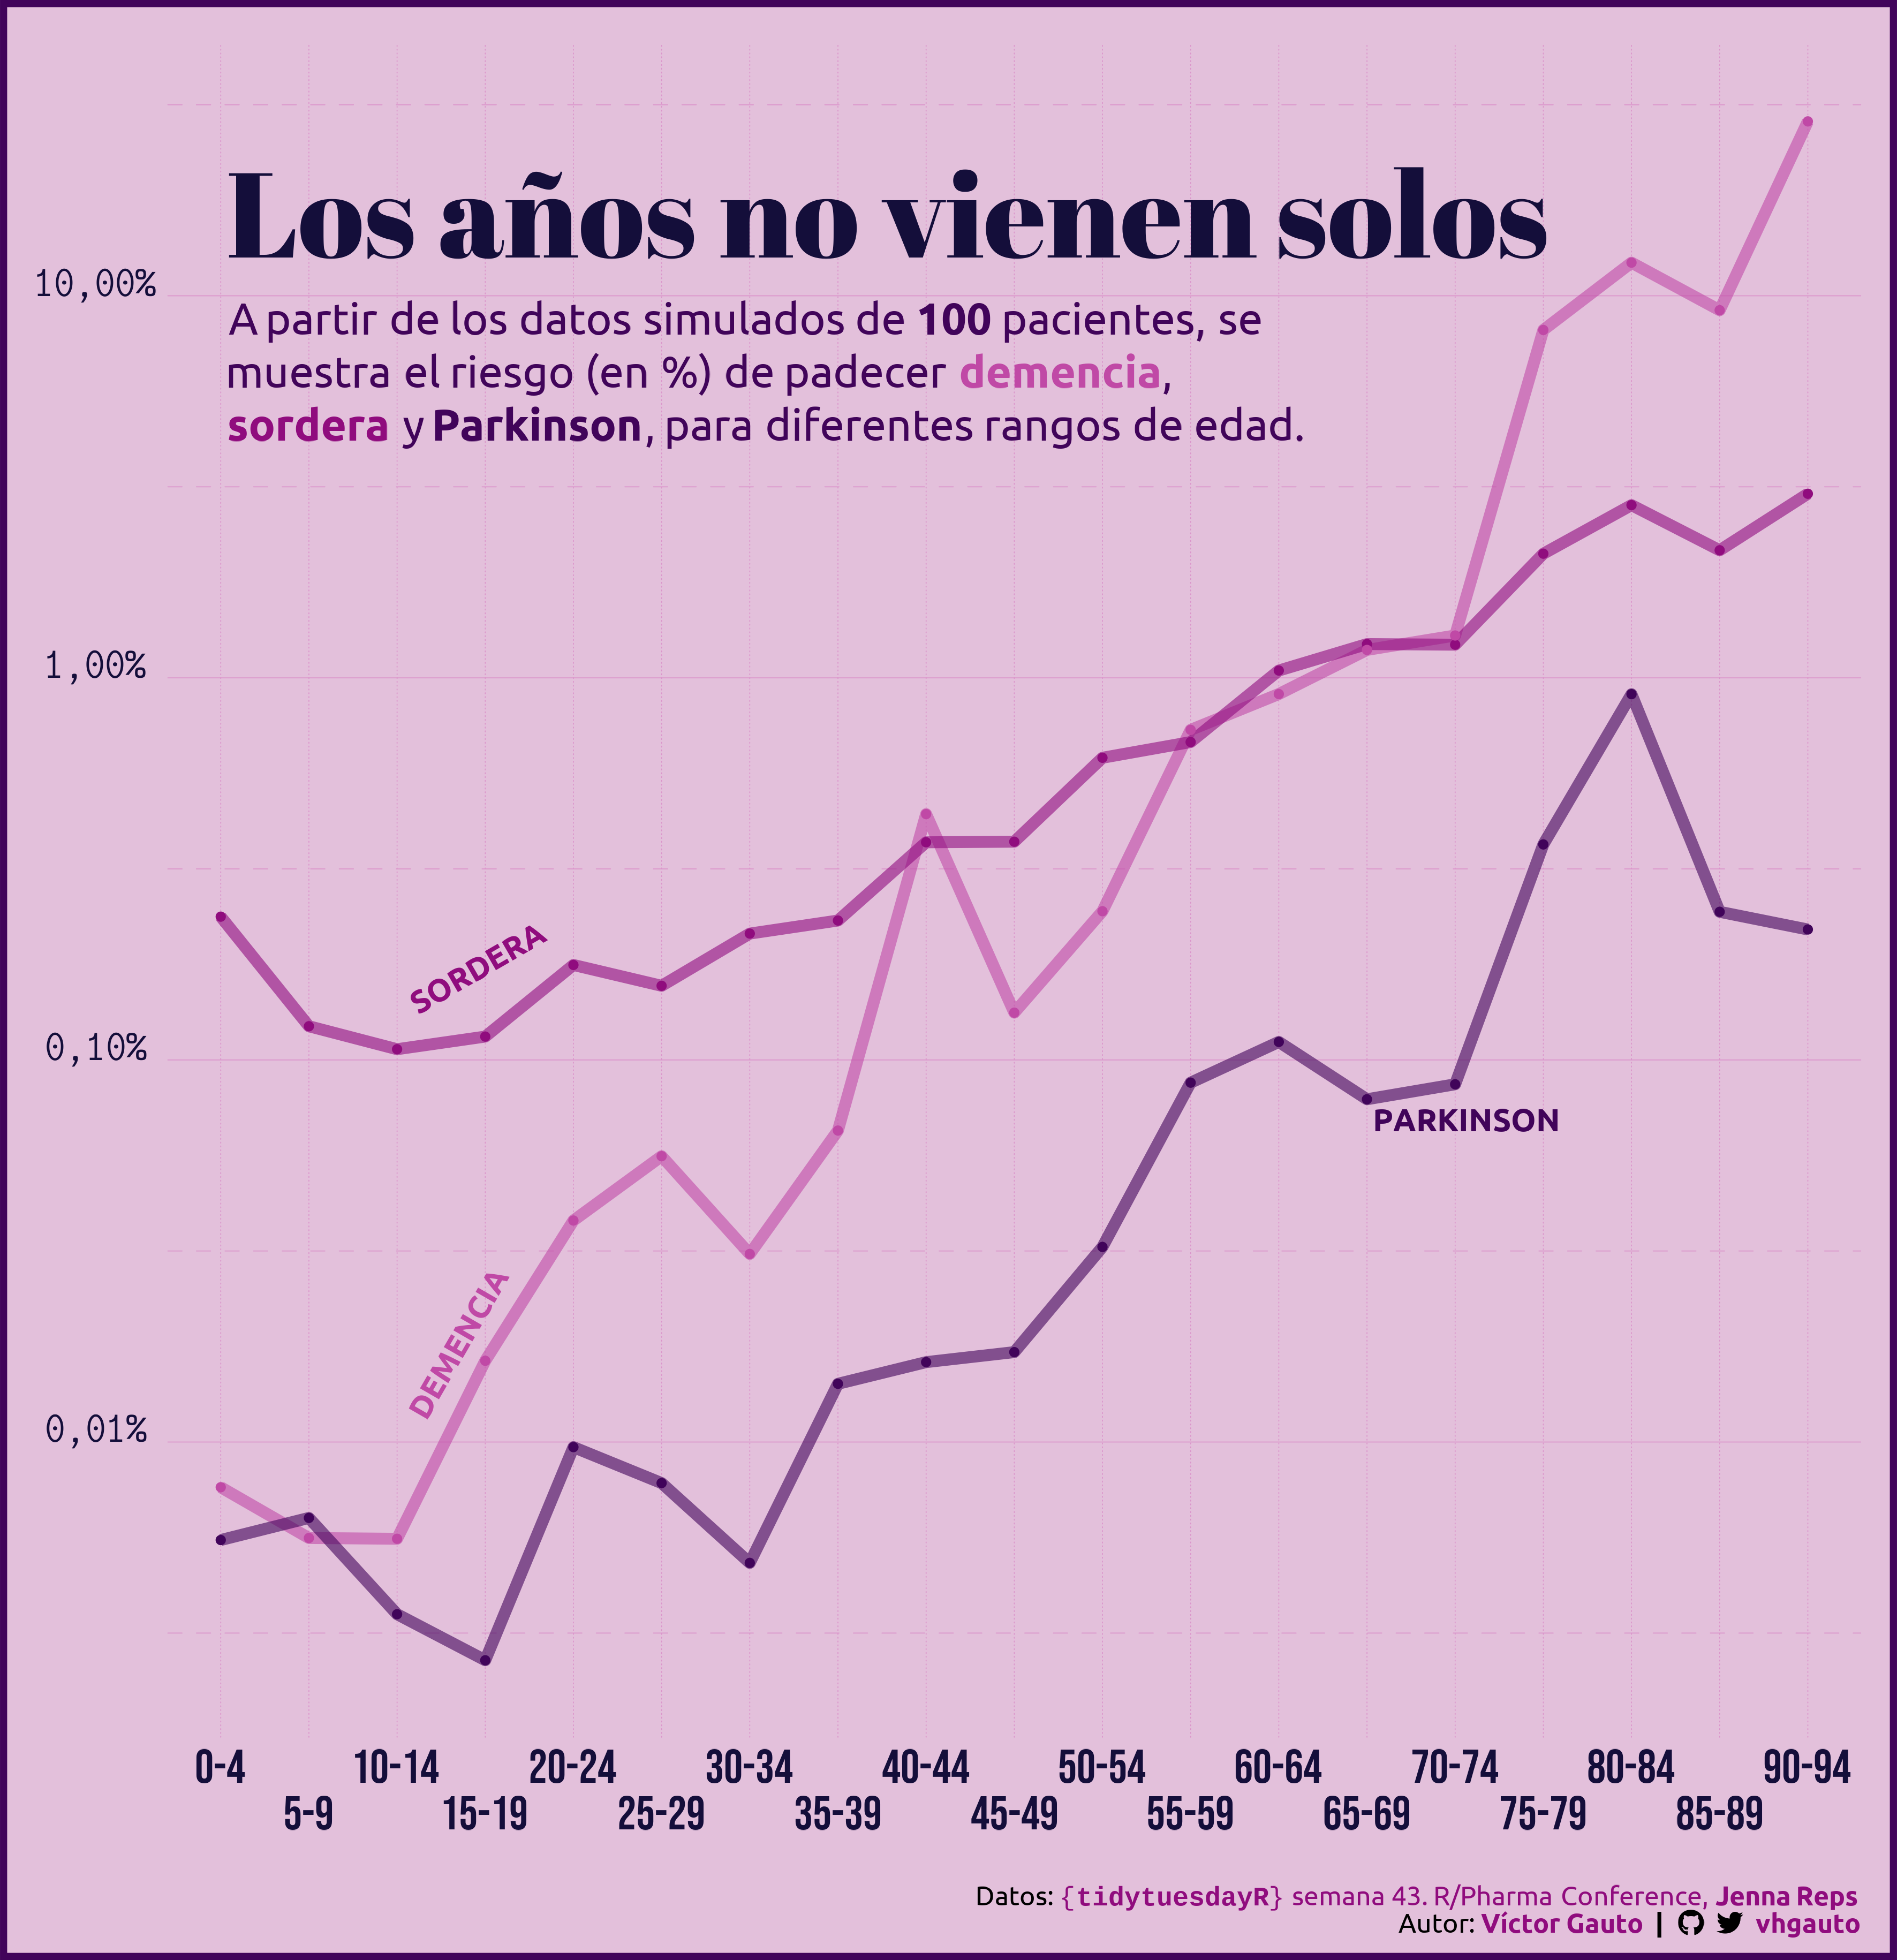 Los años no vienen solos
A partir de los datos simulados de 100 pacientes, se
muestra el riesgo (en %) de padecer demencia,
sordera y Parkinson, para diferentes rangos de edad.
10,00%
1,00%
0,10%
0,01%
SORDERA
DEMENCIA
PARKINSON
0-4 10-14 20-24 30-34 40-44 50-54 60-64 70-74 80-84 90-94
5-9 15-19 25-29 35-39 45-49 55-59 65-69 75-79 85-89
Datos: {tidytuesdayR} semana 43. R/Pharma Conference, Jenna Reps
Autor: Víctor Gauto | vhgauto